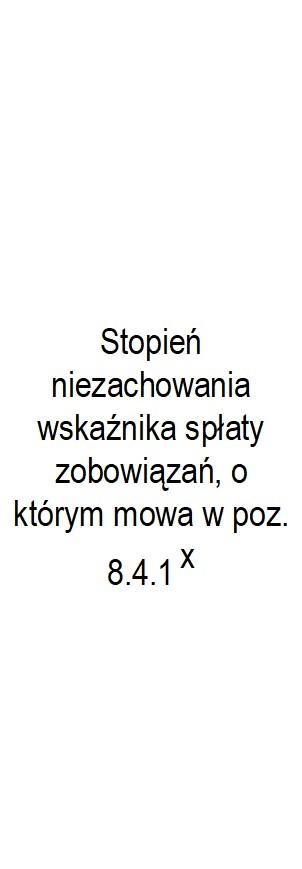 Stopień
niezachowania
wskaźnika spłaty
zobowiązań, o
którym mowa w poz.
8.4.1 x